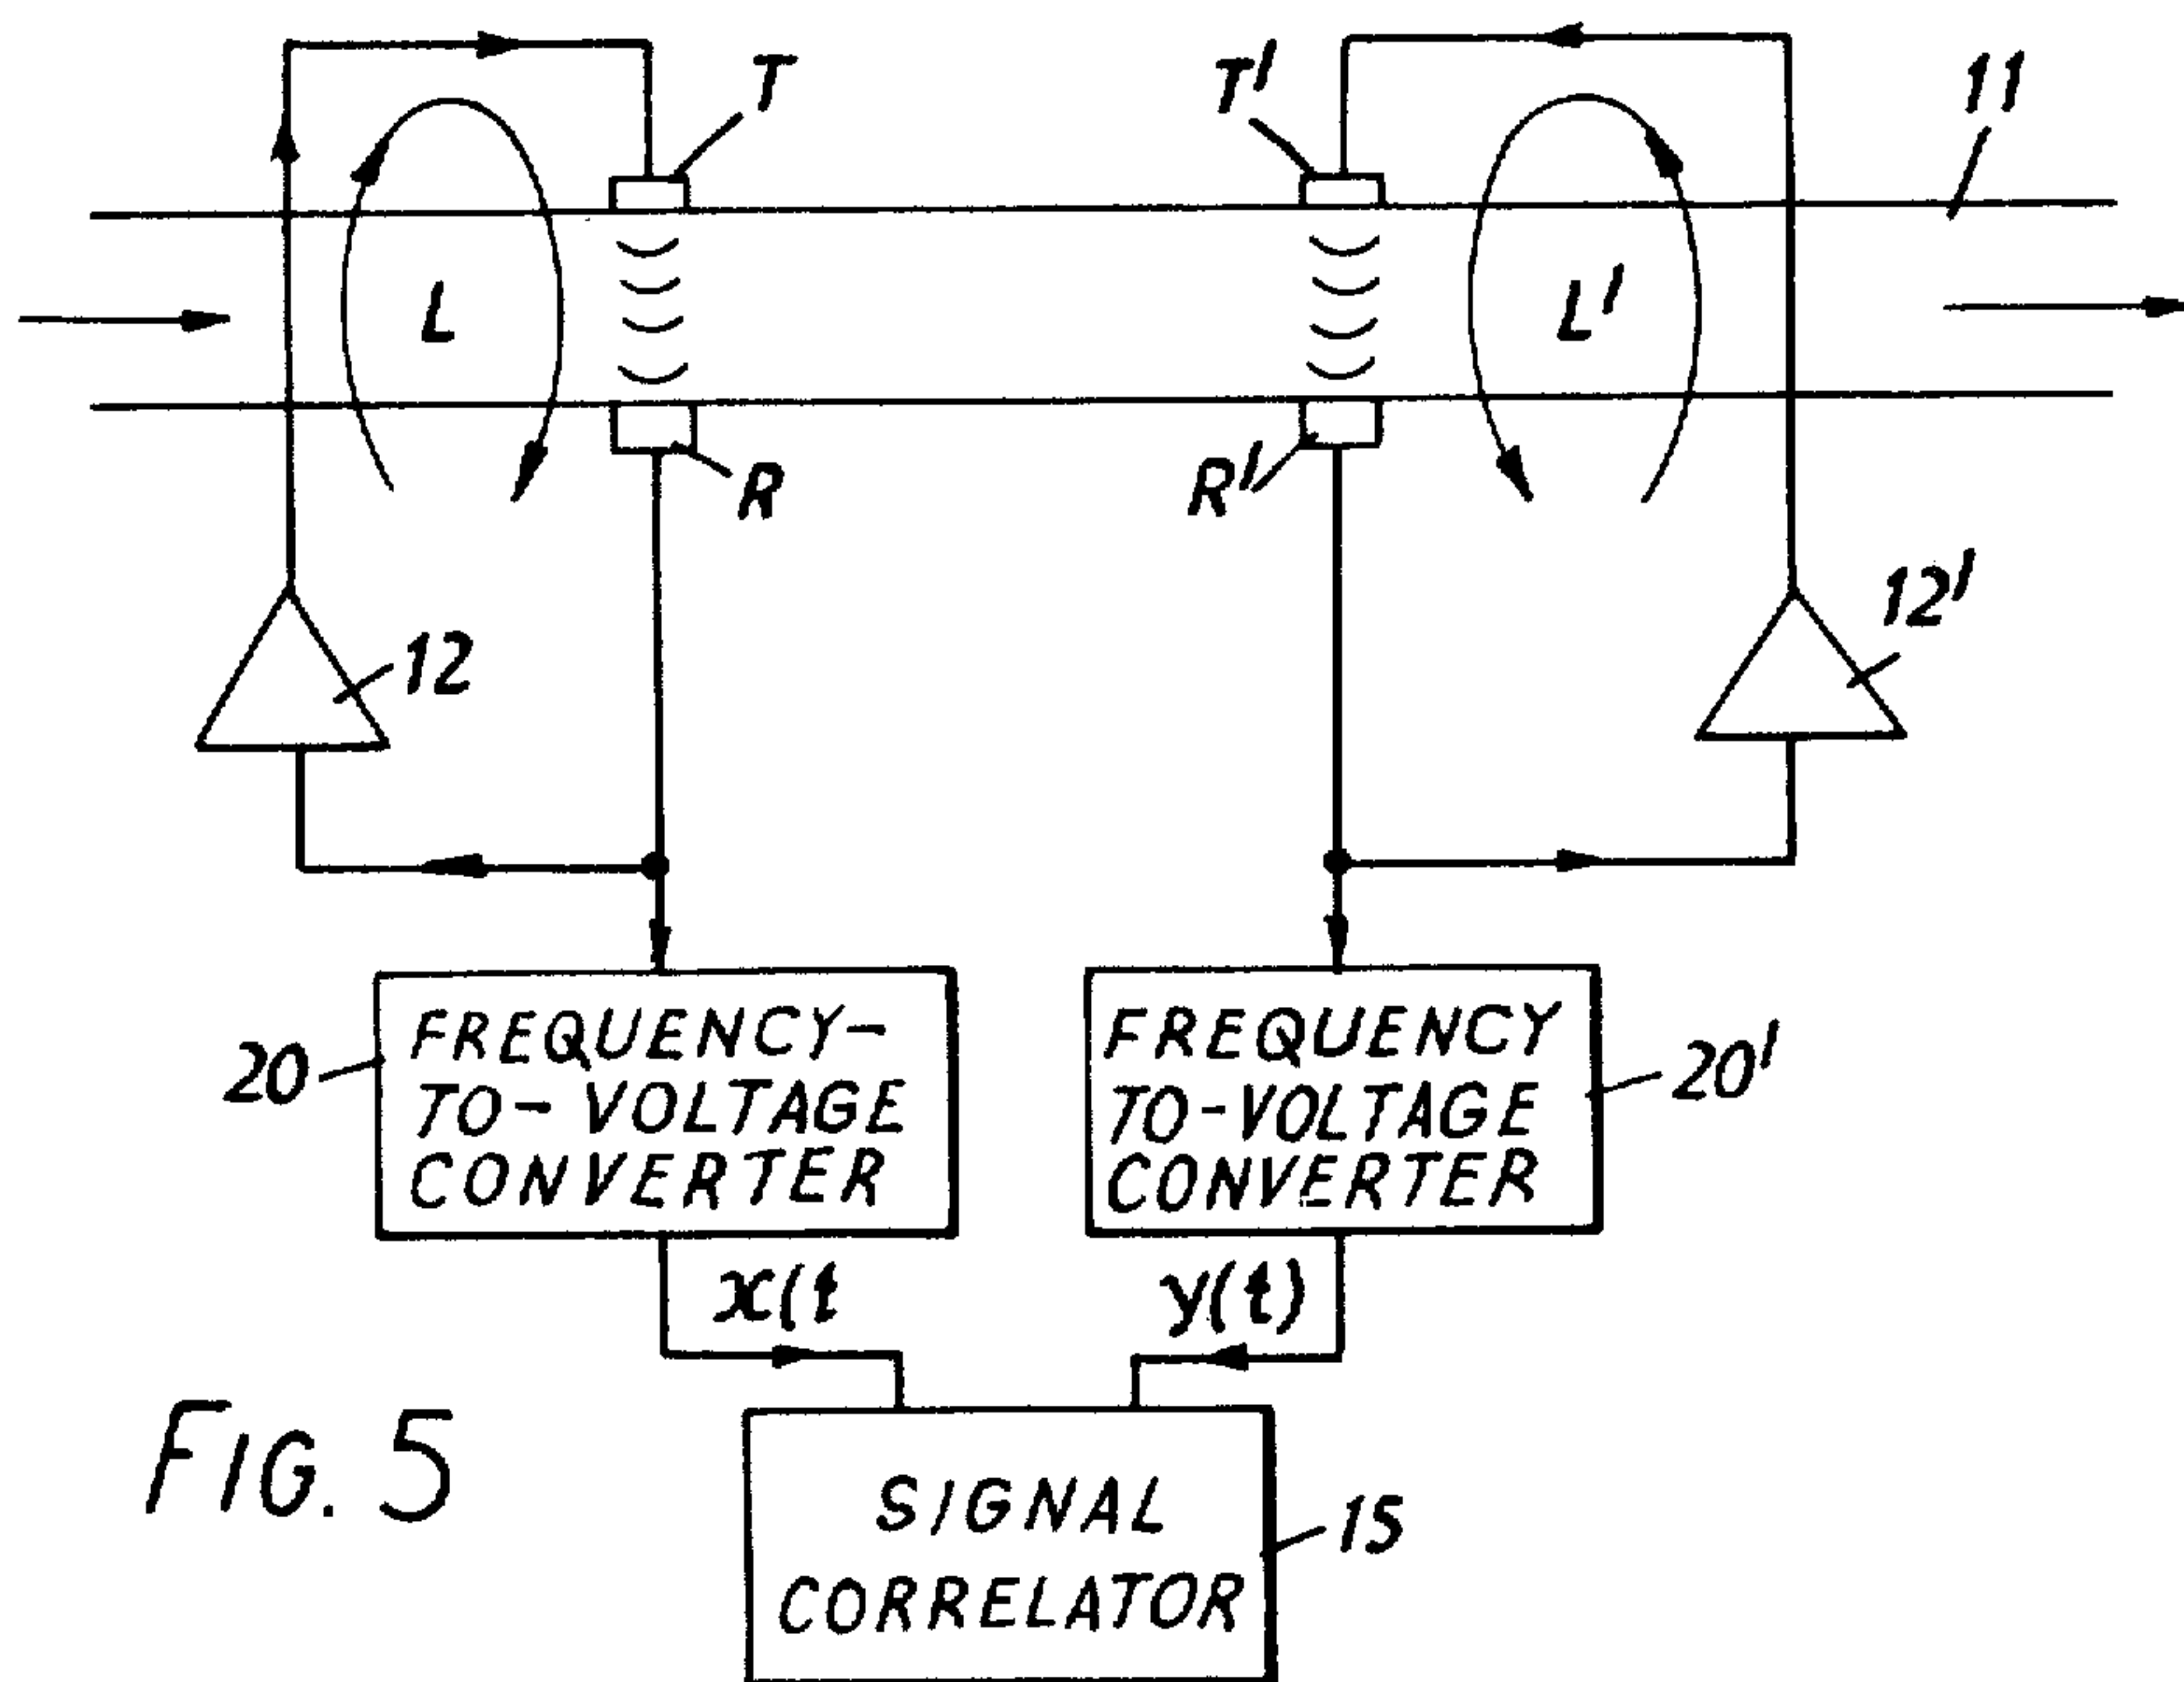 T
T'
11
L
L'
R
R'
12
12'
FREQUENCY-
TO-VOLTAGE
CONVERTER
20
FREQUENCY
TO-VOLTAGE
CONVERTER
20'
x(t
y(t)
SIGNAL
CORRELATOR
15
FIG. 5